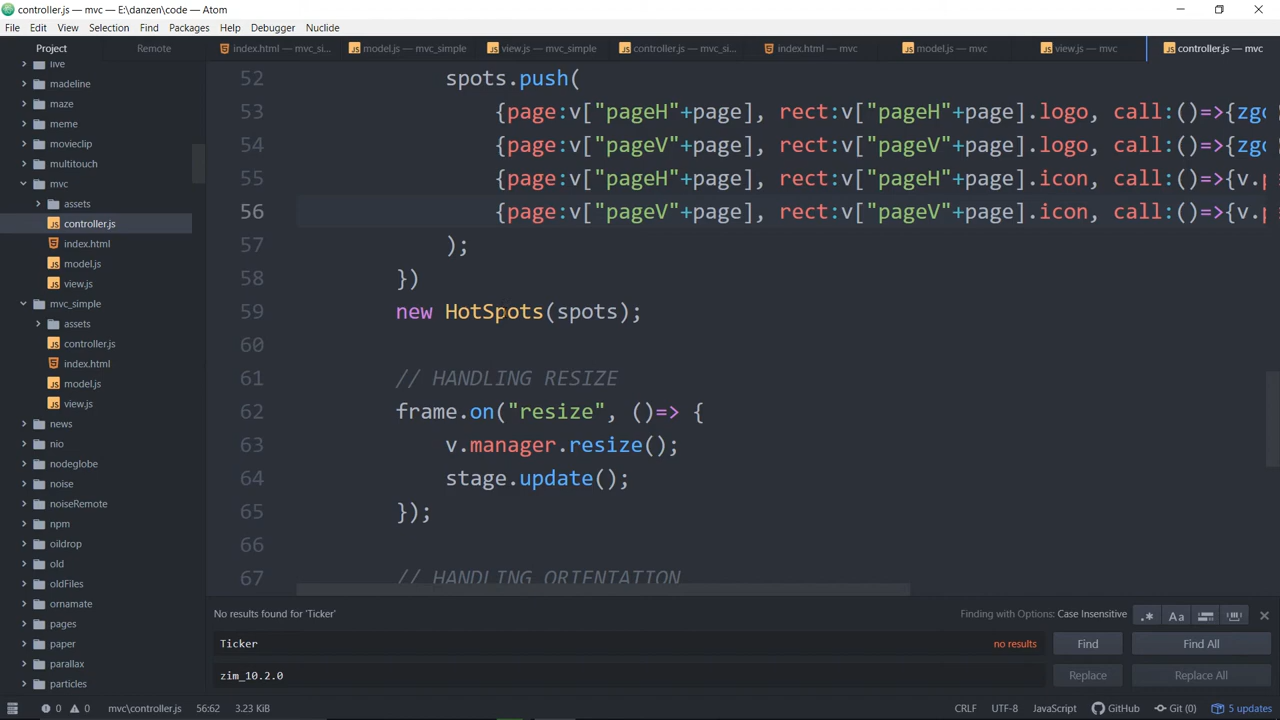 controller.js — mvc — E:\danzen\code — Atom
File Edit View Selection Find Packages Help Debugger Nuclide
Project Remote
index.html — mvc_si... model.js — mvc_simple view.js — mvc_simple controller.js — mvc_si... index.html — mvc model.js — mvc view.js — mvc controller.js — mvc
live
madeline
maze
meme
movieclip
multitouch
mvc
assets
controller.js
index.html
model.js
view.js
mvc_simple
assets
controller.js
index.html
model.js
view.js
news
nio
nodeglobe
noise
noiseRemote
npm
oildrop
old
oldFiles
ornamate
pages
paper
parallax
particles
52 spots.push(
53 {page:v["pageH"+page], rect:v["pageH"+page].logo, call:()=>{zgo
54 {page:v["pageV"+page], rect:v["pageV"+page].logo, call:()=>{zgo
55 {page:v["pageH"+page], rect:v["pageH"+page].icon, call:()=>{v.p
56 {page:v["pageV"+page], rect:v["pageV"+page].icon, call:()=>{v.p
57 );
58 })
59 new HotSpots(spots);
60
61 // HANDLING RESIZE
62 frame.on("resize", ()=> {
63 v.manager.resize();
64 stage.update();
65 });
66
67 // HANDLING ORIENTATION
No results found for 'Ticker' Finding with Options: Case Insensitive .* Aa
Ticker no results Find Find All
zim_10.2.0 Replace Replace All
0 0 mvc\controller.js 56:62 3.23 KiB CRLF UTF-8 JavaScript GitHub Git (0) 5 updates